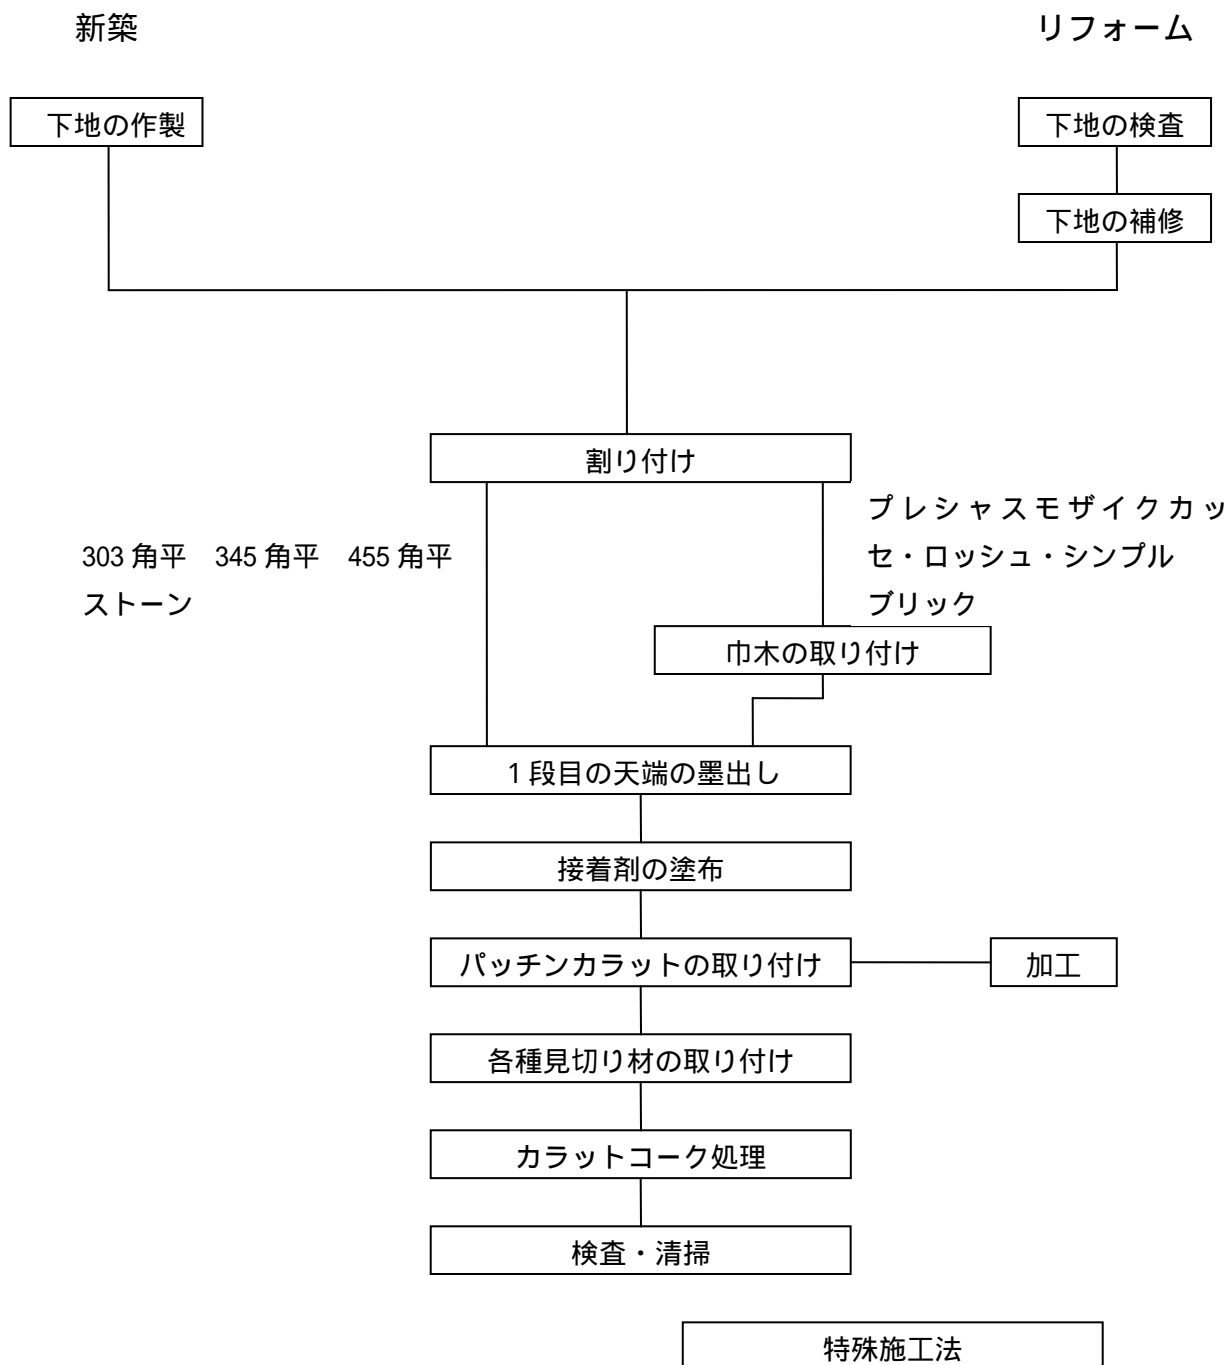 新築
リフォーム
下地の作製
下地の検査
下地の補修
割り付け
303 角平 345 角平 455 角平
ストーン
プレシャスモザイクカッ
セ・ロッシュ・シンプル
ブリック
巾木の取り付け
1段目の天端の墨出し
接着剤の塗布
パッチンカラットの取り付け
加工
各種見切り材の取り付け
カラットコーク処理
検査・清掃
特殊施工法